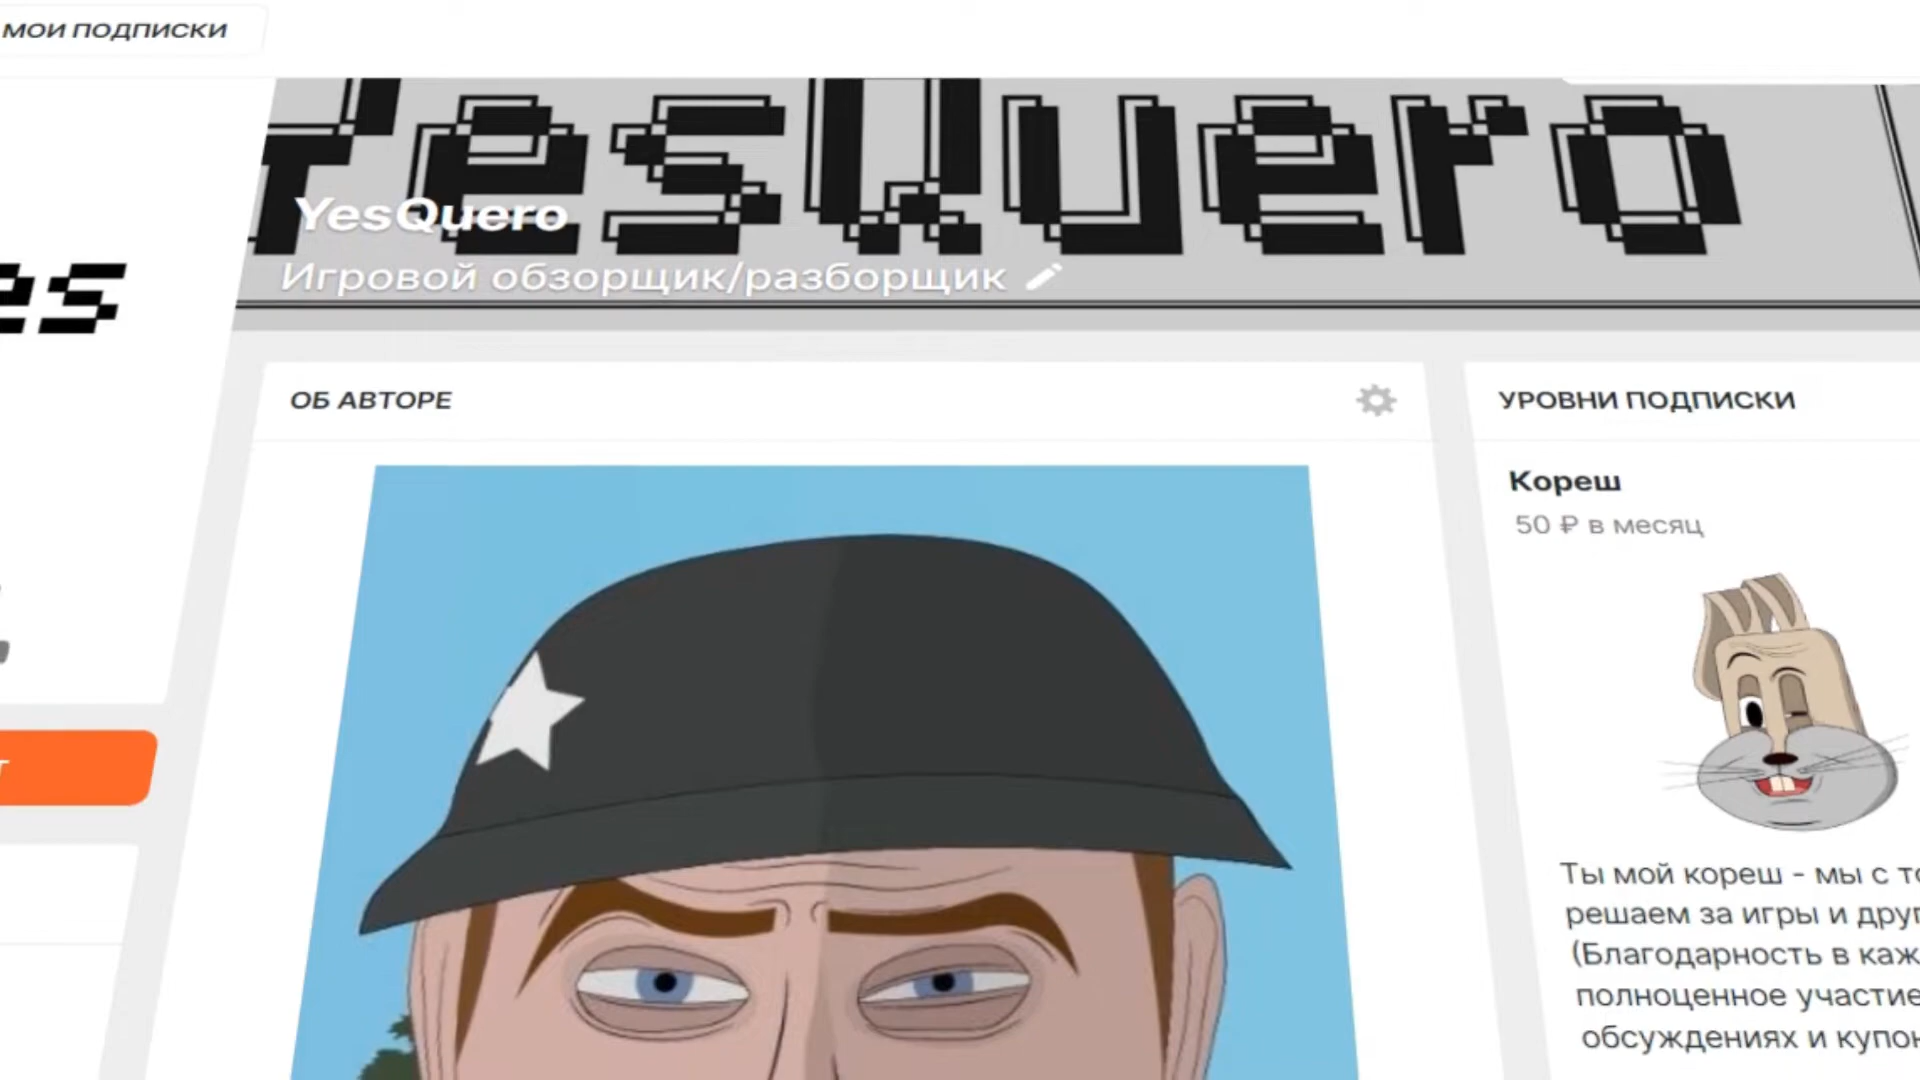 МОИ ПОДПИСКИ
YesQuero
YesQuero
Игровой обзорщик/разборщик
es
ОБ АВТОРЕ
УРОВНИ ПОДПИСКИ
Кореш
50 ₽ в месяц
Ты мой кореш - мы с
решаем за игры и
(Благодарность в
полноценное участие
обсуждениях и